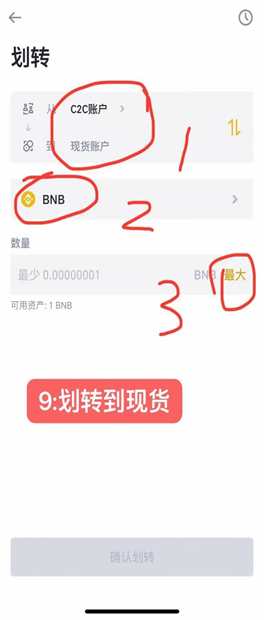 划转
从 C2C账户
1
到 现货账户
BNB
2
数量
最少 0.00000001 BNB 最大
可用资产: 1 BNB
3
9:划转到现货
确认划转